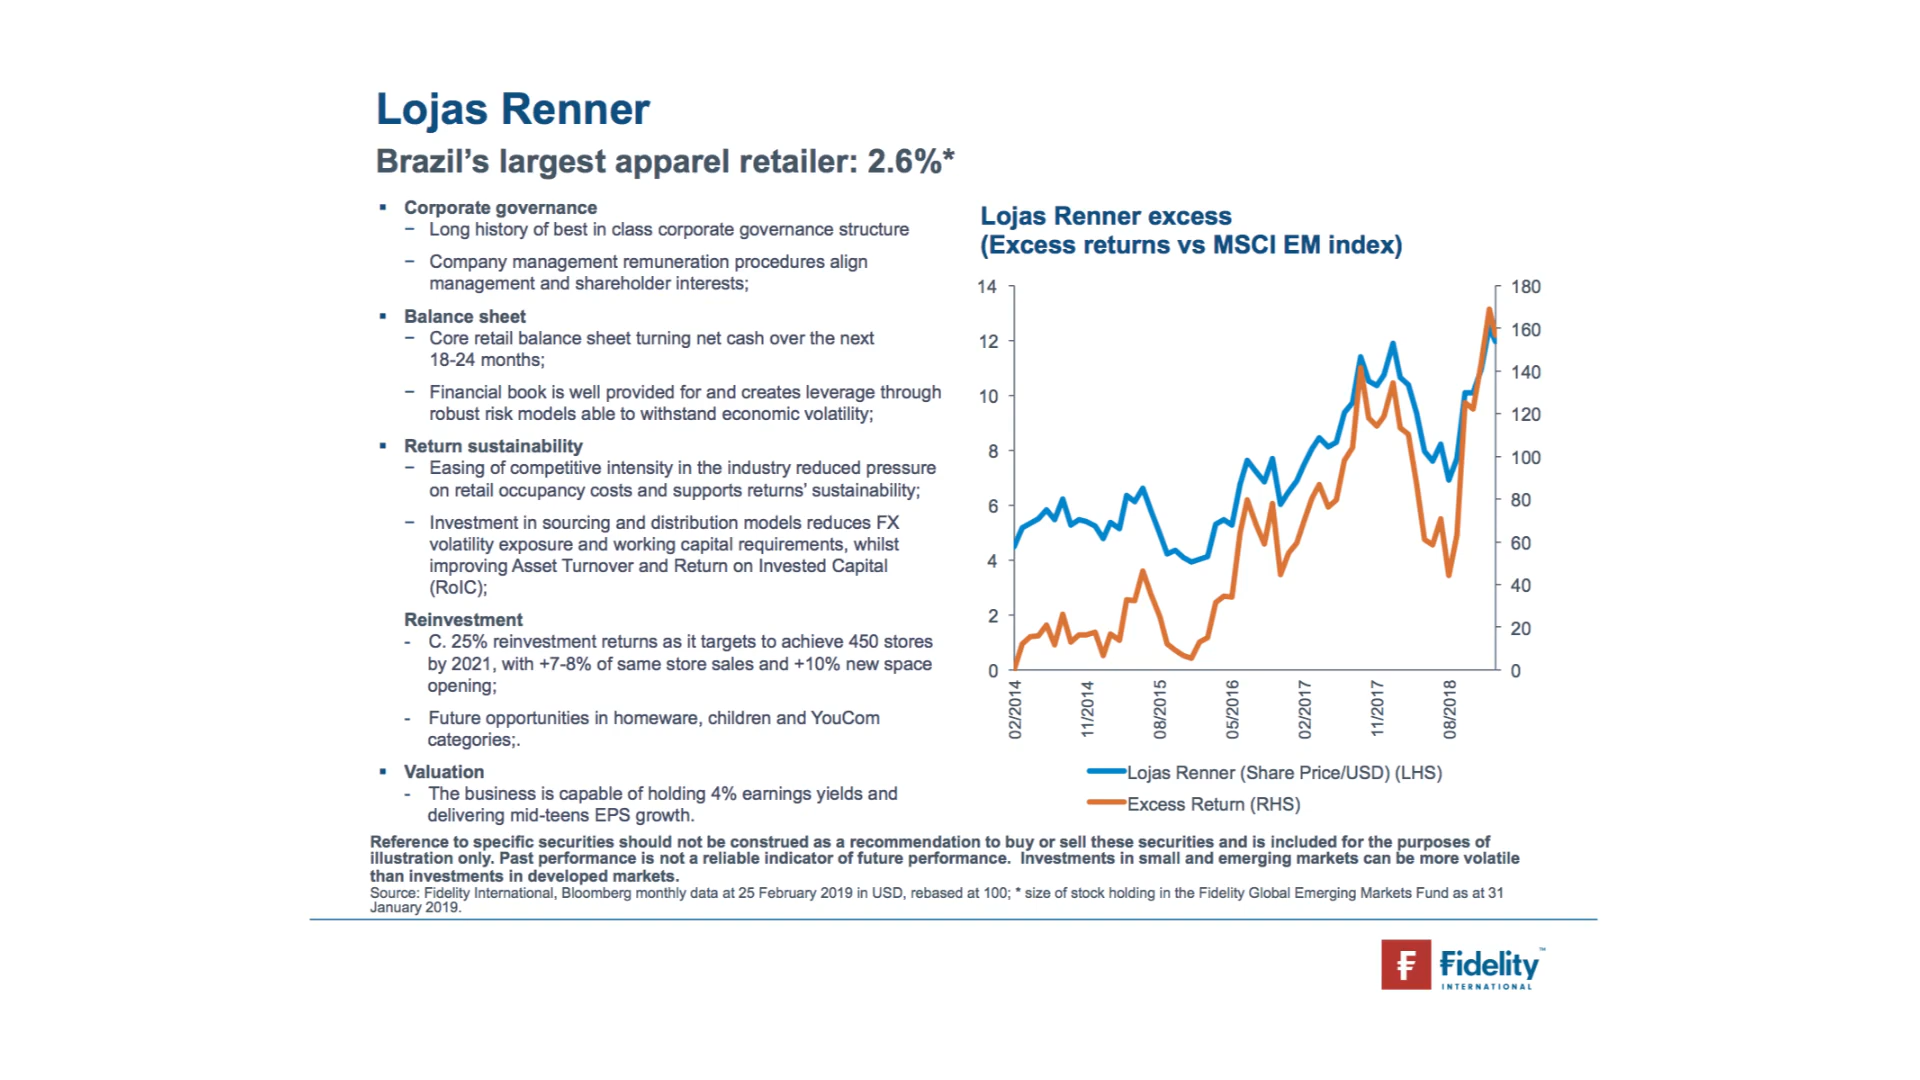 Lojas Renner
Brazil’s largest apparel retailer: 2.6%*
▪ Corporate governance
− Long history of best in class corporate governance structure
− Company management remuneration procedures align
management and shareholder interests;
▪ Balance sheet
− Core retail balance sheet turning net cash over the next
18-24 months;
− Financial book is well provided for and creates leverage through
robust risk models able to withstand economic volatility;
▪ Return sustainability
− Easing of competitive intensity in the industry reduced pressure
on retail occupancy costs and supports returns’ sustainability;
− Investment in sourcing and distribution models reduces FX
volatility exposure and working capital requirements, whilst
improving Asset Turnover and Return on Invested Capital
(RoIC);
Reinvestment
- C. 25% reinvestment returns as it targets to achieve 450 stores
by 2021, with +7-8% of same store sales and +10% new space
opening;
- Future opportunities in homeware, children and YouCom
categories;.
▪ Valuation
- The business is capable of holding 4% earnings yields and
delivering mid-teens EPS growth.
Lojas Renner excess
(Excess returns vs MSCI EM index)
14
12
10
8
6
4
2
0
180
160
140
120
100
80
60
40
20
0
02/2014
11/2014
08/2015
05/2016
02/2017
11/2017
08/2018
Lojas Renner (Share Price/USD) (LHS)
Excess Return (RHS)
Reference to specific securities should not be construed as a recommendation to buy or sell these securities and is included for the purposes of
illustration only. Past performance is not a reliable indicator of future performance. Investments in small and emerging markets can be more volatile
than investments in developed markets.
Source: Fidelity International, Bloomberg monthly data at 25 February 2019 in USD, rebased at 100; * size of stock holding in the Fidelity Global Emerging Markets Fund as at 31
January 2019.
F Fidelity™
INTERNATIONAL